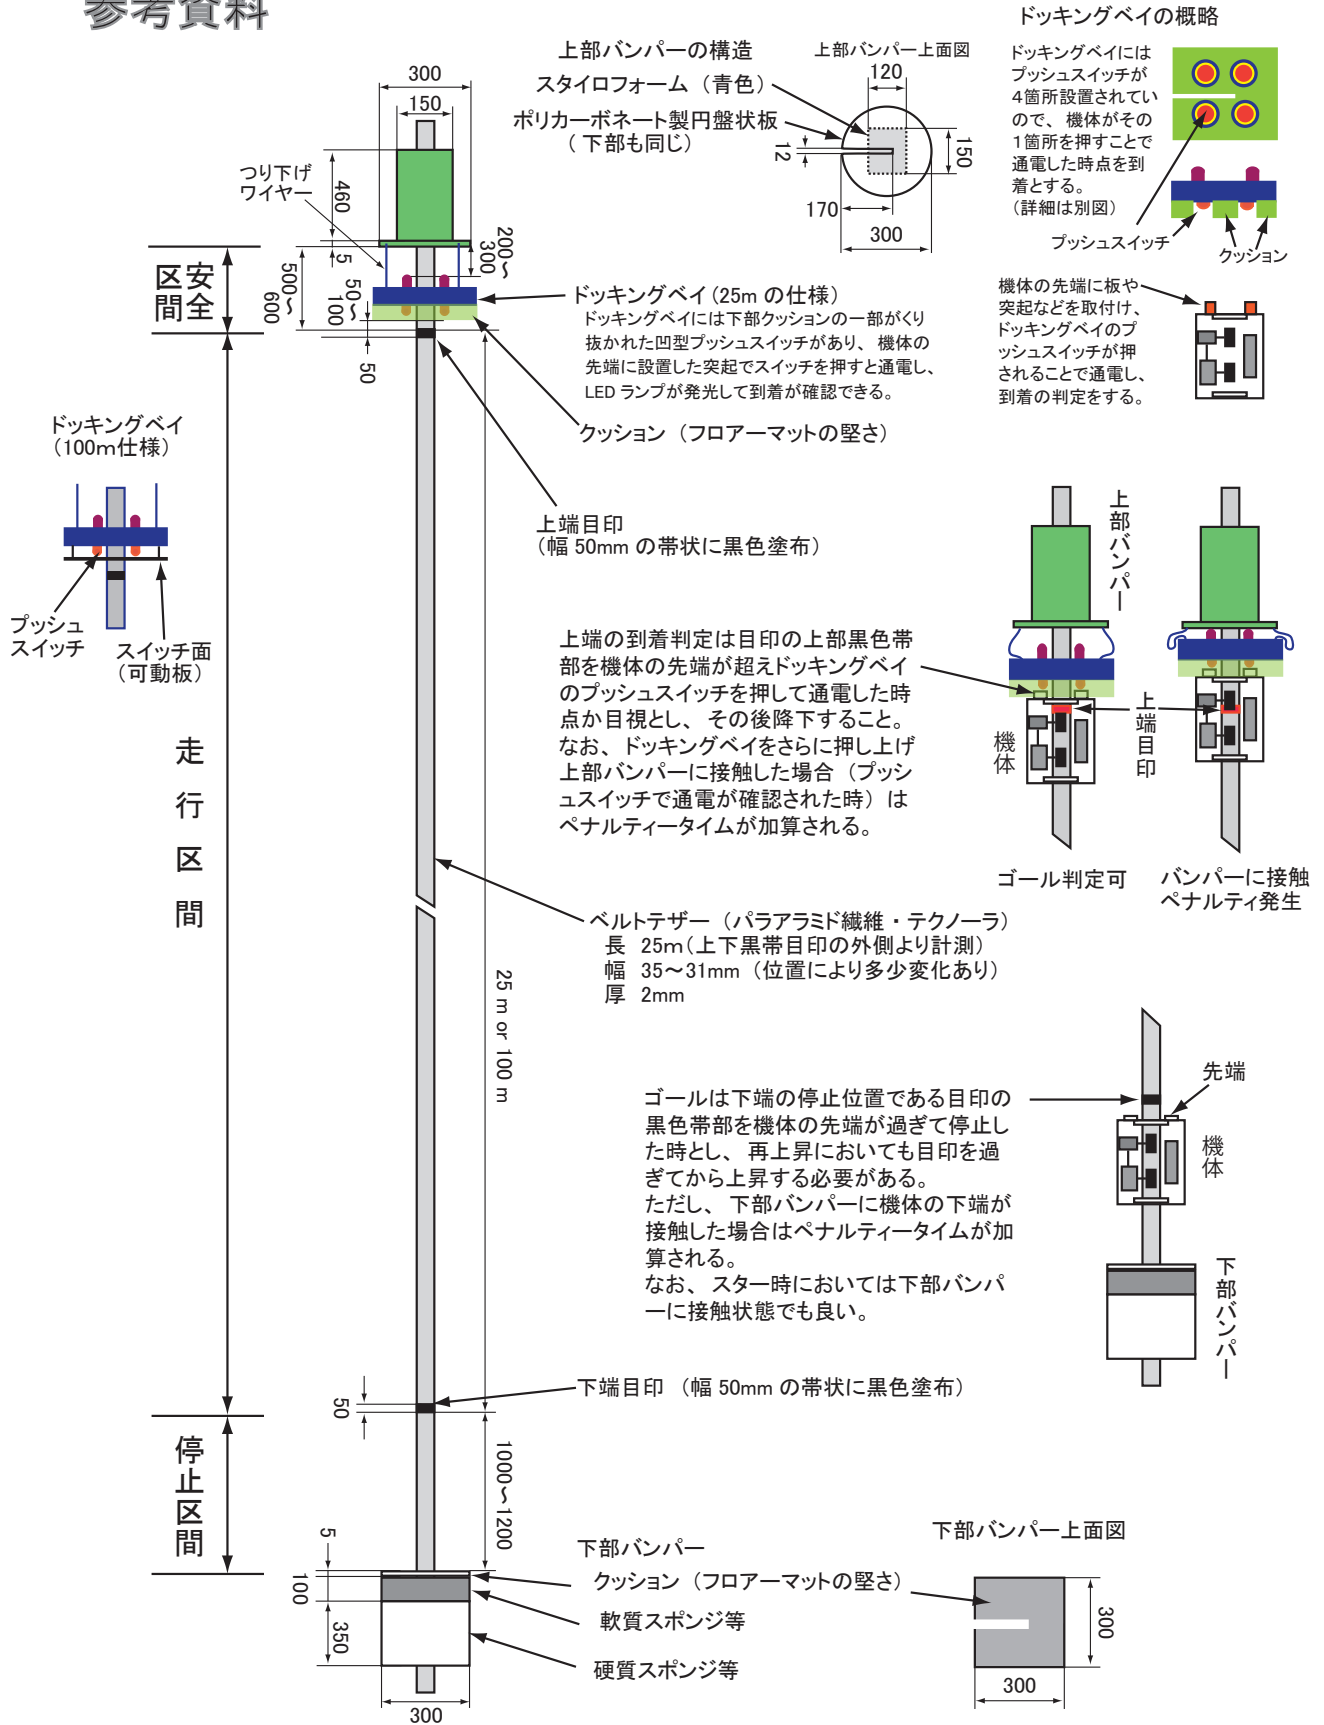 参考資料
ドッキングベイの概略
ドッキングベイには
プッシュスイッチが
4箇所設置されてい
ので、機体がその
1箇所を押すことで
通電した時点を到
着とする。
(詳細は別図)
プッシュスイッチ
クッション
上部バンパーの構造
スタイロフォーム(青色)
ポリカーボネート製円盤状板
(下部も同じ)
上部バンパー上面図
120
12
150
170
300
300
150
460
5
つり下げ
ワイヤー
200~
300
500~
600
50~
100
50
安全
区間
ドッキングベイ(25m の仕様)
ドッキングベイには下部クッションの一部がくり
抜かれた凹型プッシュスイッチがあり、機体の
先端に設置した突起でスイッチを押すと通電し、
LED ランプが発光して到着が確認できる。
クッション(フロアーマットの堅さ)
機体の先端に板や
突起などを取付け、
ドッキングベイのプ
ッシュスイッチが押
されることで通電し、
到着の判定をする。
ドッキングベイ
(100m仕様)
プッシュ
スイッチ
スイッチ面
(可動板)
上端目印
(幅 50mm の帯状に黒色塗布)
上端の到着判定は目印の上部黒色帯
部を機体の先端が超えドッキングベイ
のプッシュスイッチを押して通電した時
点か目視とし、その後降下すること。
なお、ドッキングベイをさらに押し上げ
上部バンパーに接触した場合(プッシ
ュスイッチで通電が確認された時)は
ペナルティータイムが加算される。
上部バンパー
上端目印
機体
ゴール判定可
バンパーに接触
ペナルティ発生
走行区間
ベルトテザー(パラアラミド繊維・テクノーラ)
長 25m(上下黒帯目印の外側より計測)
幅 35~31mm(位置により多少変化あり)
厚 2mm
25 m or 100 m
ゴールは下端の停止位置である目印の
黒色帯部を機体の先端が過ぎて停止し
た時とし、再上昇においても目印を過
ぎてから上昇する必要がある。
ただし、下部バンパーに機体の下端が
接触した場合はペナルティータイムが加
算される。
なお、スター時においては下部バンパ
ーに接触状態でも良い。
先端
機体
下部バンパー
下端目印(幅 50mm の帯状に黒色塗布)
50
停止区間
1000~1200
5
100
350
300
下部バンパー
クッション(フロアーマットの堅さ)
軟質スポンジ等
硬質スポンジ等
下部バンパー上面図
300
300